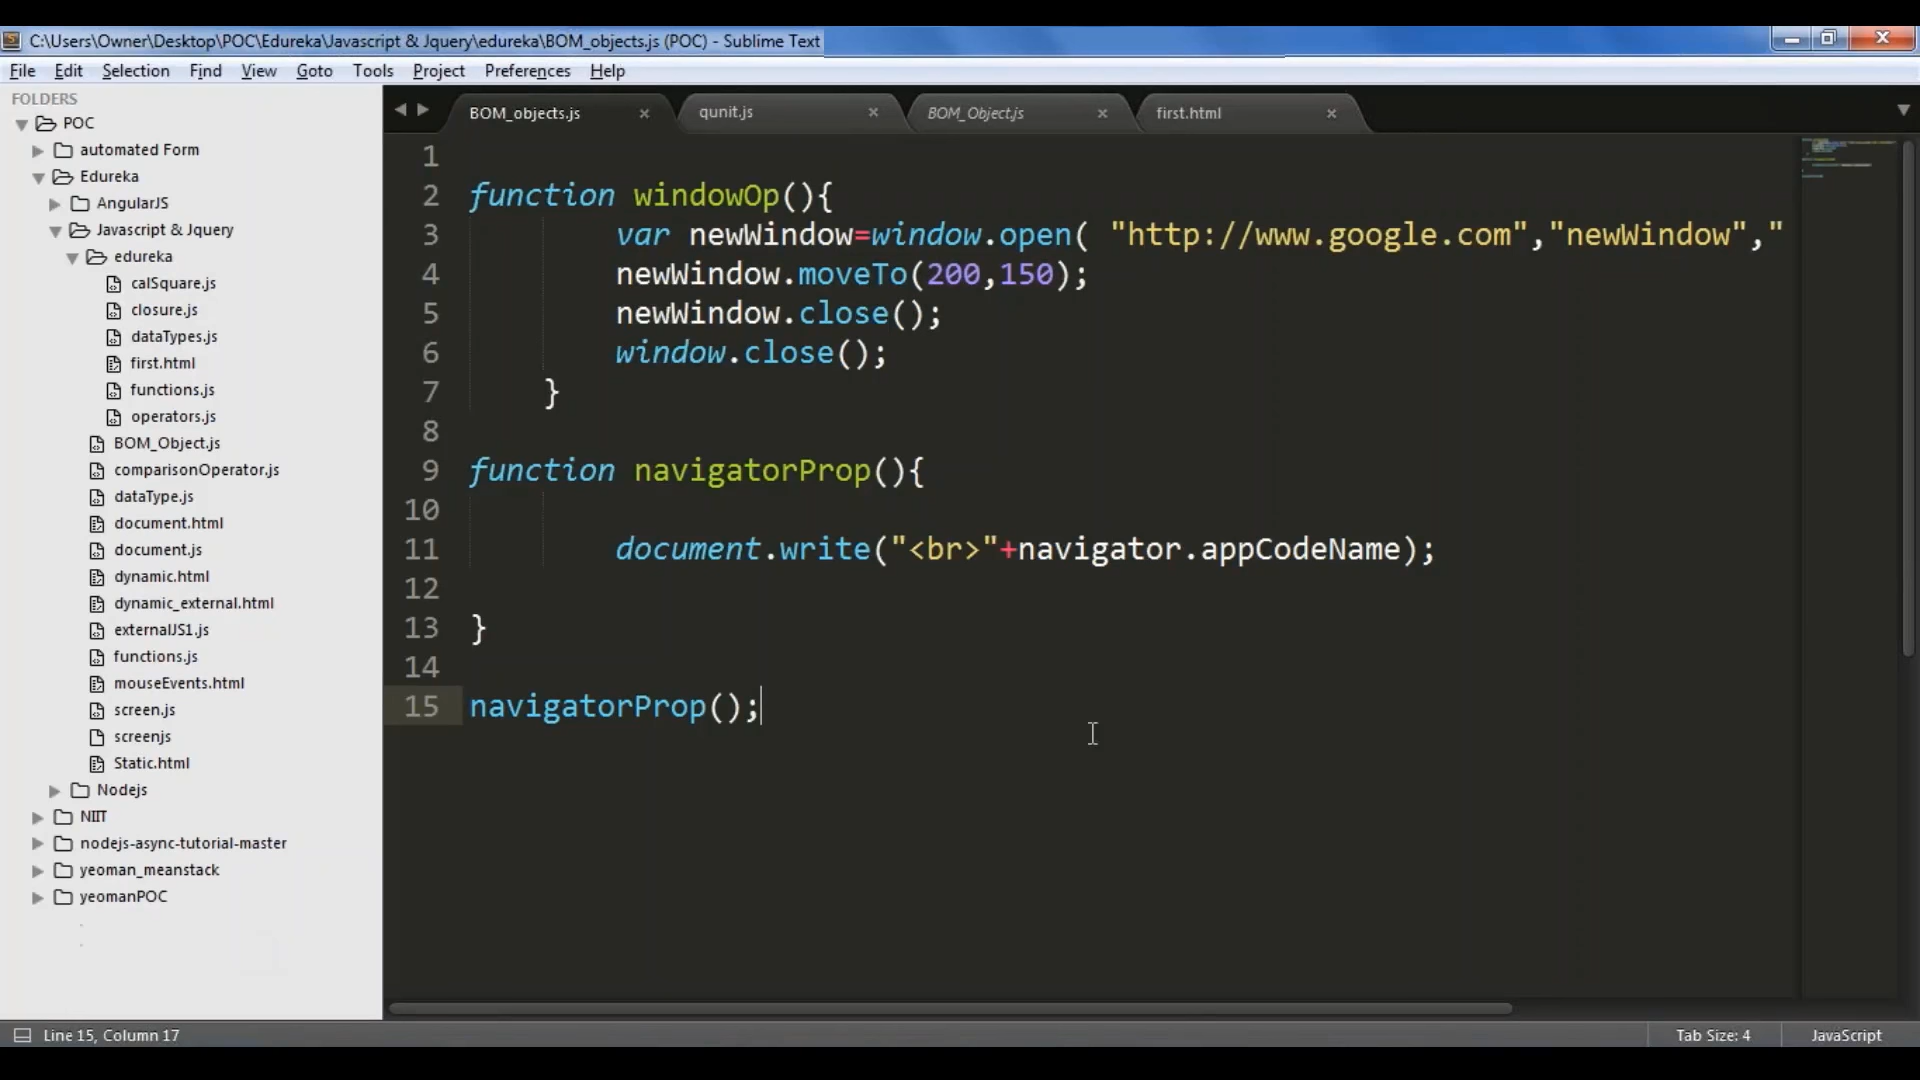 C:\Users\Owner\Desktop\POC\Edureka\Javascript & Jquery\edureka\BOM_objects.js (POC) - Sublime Text
File Edit Selection Find View Goto Tools Project Preferences Help
FOLDERS
POC
automated Form
Edureka
AngularJS
Javascript & Jquery
edureka
calSquare.js
closure.js
dataTypes.js
first.html
functions.js
operators.js
BOM_Object.js
comparisonOperator.js
dataType.js
document.html
document.js
dynamic.html
dynamic_external.html
externalJS1.js
functions.js
mouseEvents.html
screen.js
screenjs
Static.html
Nodejs
NIIT
nodejs-async-tutorial-master
yeoman_meanstack
yeomanPOC
BOM_objects.js qunit.js BOM_Object.js first.html
1
2 function windowOp(){
3 var newWindow=window.open( "http://www.google.com","newWindow","
4 newWindow.moveTo(200,150);
5 newWindow.close();
6 window.close();
7 }
8
9 function navigatorProp(){
10
11 document.write("<br>"+navigator.appCodeName);
12
13 }
14
15 navigatorProp();
Line 15, Column 17 Tab Size: 4 JavaScript